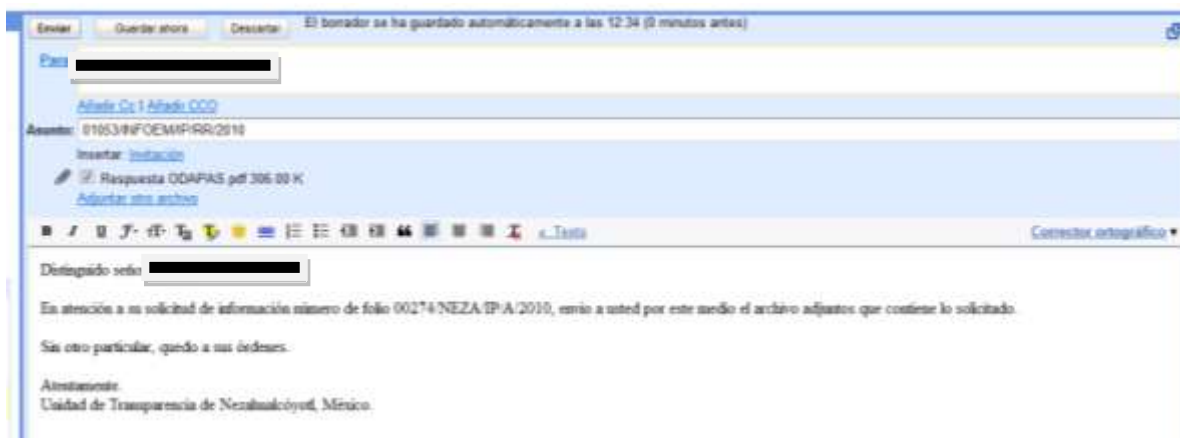 Enviar Guardar ahora Descartar El borrador se ha guardado automáticamente a las 12:34 (0 minutos antes)
Para
Añadir Cc | Añadir CCO
Asunto: 01053/INFOEM/IP/RR/2010
Insertar: Invitación
Respuesta ODAPAS.pdf 306.00 K
Adjuntar otro archivo
« Texto Corrector ortográfico
Distinguido señor
En atención a su solicitud de información número de folio 00274/NEZA/IP/A/2010, envío a usted por este medio el archivo adjuntos que contiene lo solicitado.
Sin otro particular, quedo a sus órdenes.
Atentamente.
Unidad de Transparencia de Nezahualcóyotl, México.